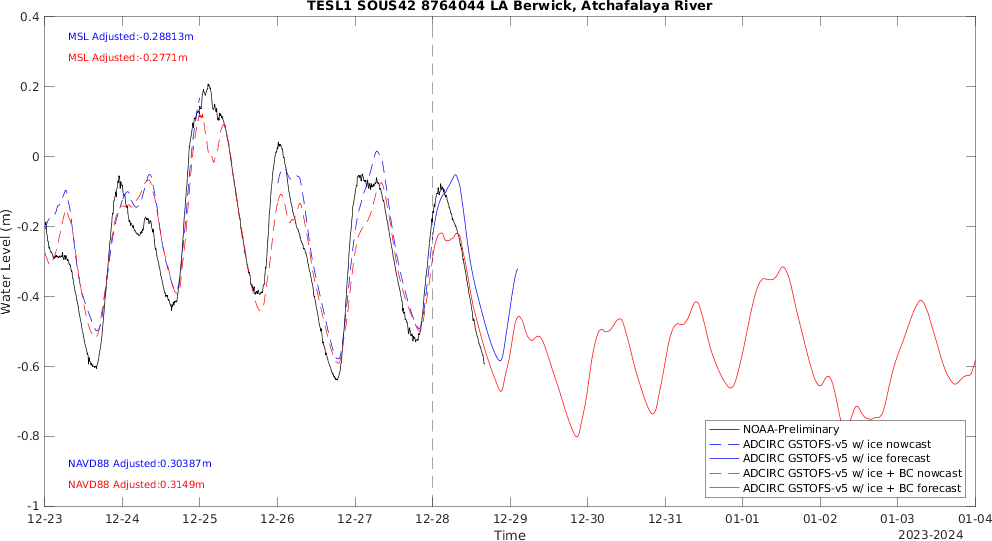 TESL1 SOUS42 8764044 LA Berwick, Atchafalaya River
MSL Adjusted:-0.28813m
MSL Adjusted:-0.2771m
NAVD88 Adjusted:0.30387m
NAVD88 Adjusted:0.3149m
Water Level (m)
0.4
0.2
0
-0.2
-0.4
-0.6
-0.8
-1
12-23 12-24 12-25 12-26 12-27 12-28 12-29 12-30 12-31 01-01 01-02 01-03 01-04
Time
2023-2024
NOAA-Preliminary
ADCIRC GSTOFS-v5 w/ ice nowcast
ADCIRC GSTOFS-v5 w/ ice forecast
ADCIRC GSTOFS-v5 w/ ice + BC nowcast
ADCIRC GSTOFS-v5 w/ ice + BC forecast